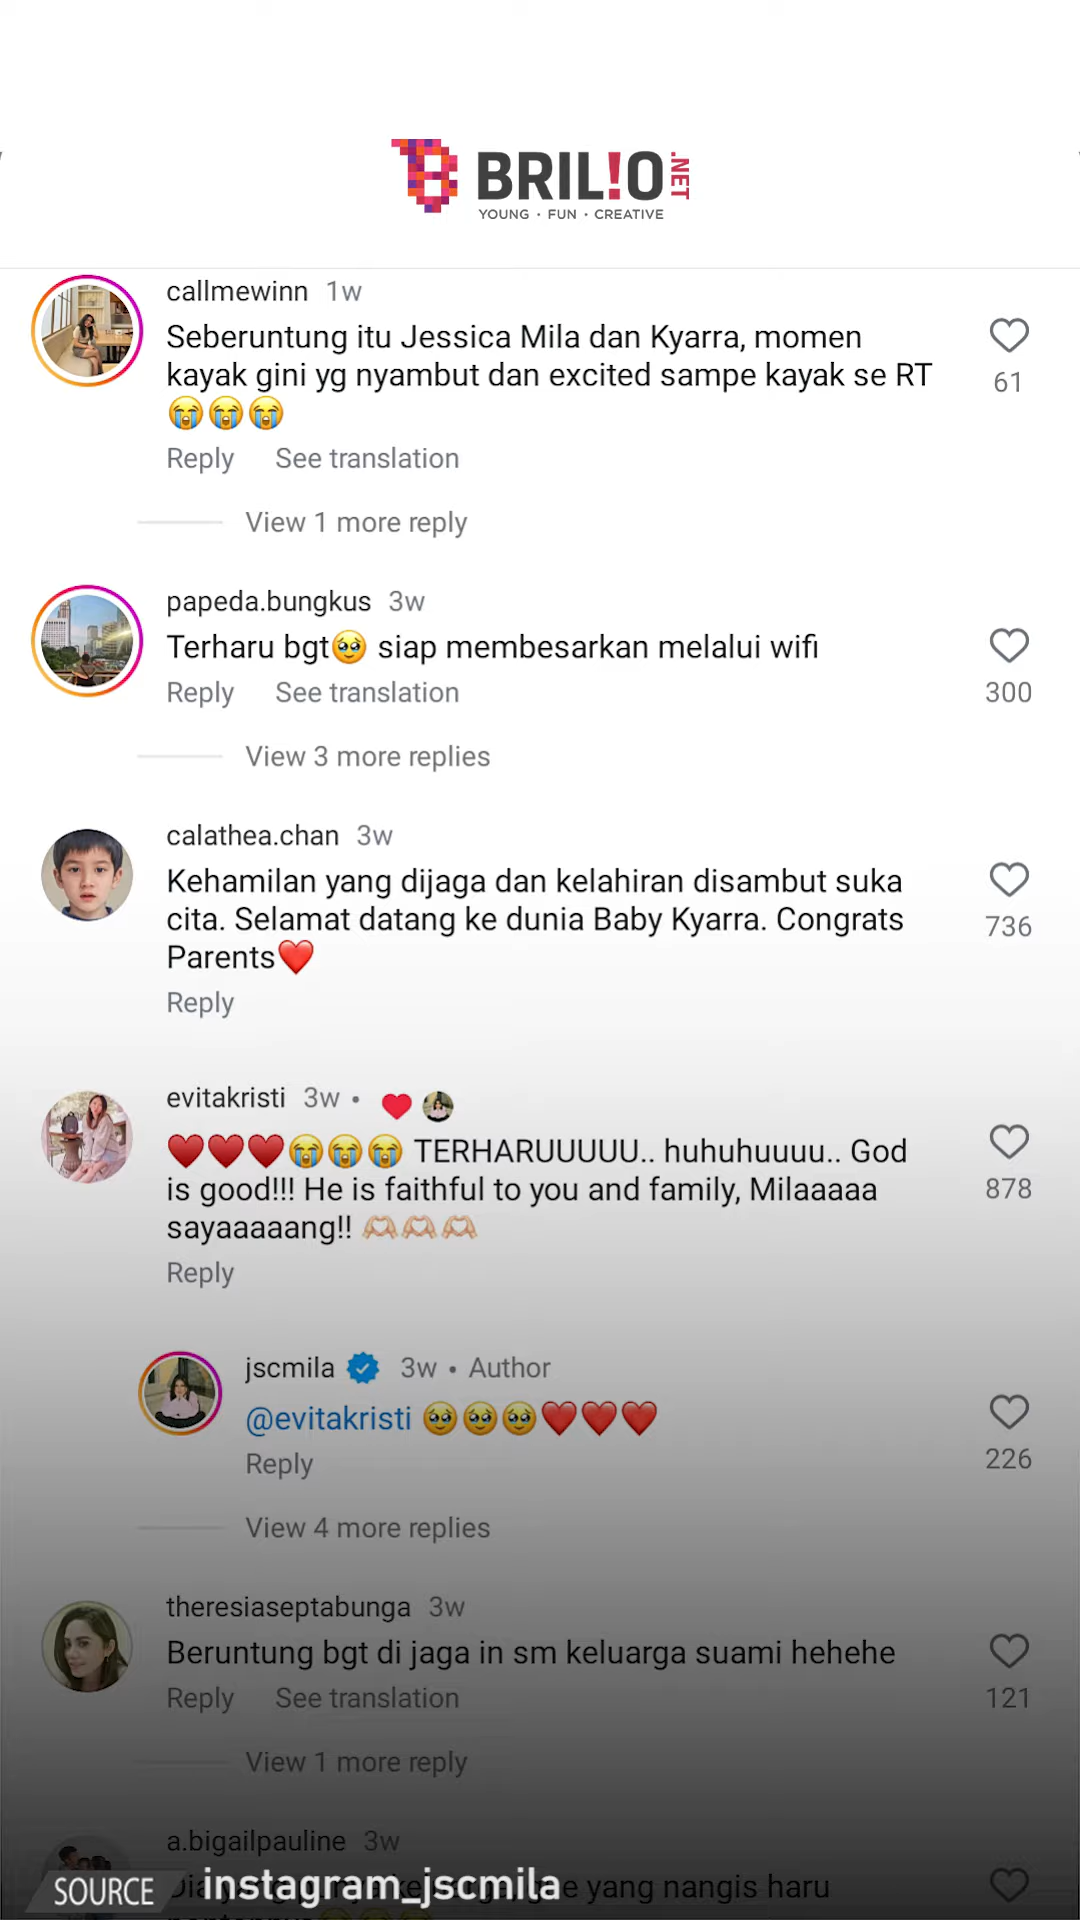 BRIL!O.NET
YOUNG · FUN · CREATIVE
callmewinn 1w
Seberuntung itu Jessica Mila dan Kyarra, momen
kayak gini yg nyambut dan excited sampe kayak se RT
😭😭😭
61
Reply See translation
View 1 more reply
papeda.bungkus 3w
Terharu bgt🥹 siap membesarkan melalui wifi
Reply See translation
300
View 3 more replies
calathea.chan 3w
Kehamilan yang dijaga dan kelahiran disambut suka
cita. Selamat datang ke dunia Baby Kyarra. Congrats
Parents❤️
736
Reply
evitakristi 3w •
❤️❤️❤️😭😭😭 TERHARUUUUU.. huhuhuuuu.. God
is good!!! He is faithful to you and family, Milaaaaa
sayaaaaang!! 🫶🏻🫶🏻🫶🏻
878
Reply
jscmila 3w • Author
@evitakristi 🥹🥹🥹❤️❤️❤️
Reply
226
View 4 more replies
theresiaseptabunga 3w
Beruntung bgt di jaga in sm keluarga suami hehehe
Reply See translation
121
View 1 more reply
a.bigailpauline 3w
yang nangis haru
SOURCE instagram_jscmila